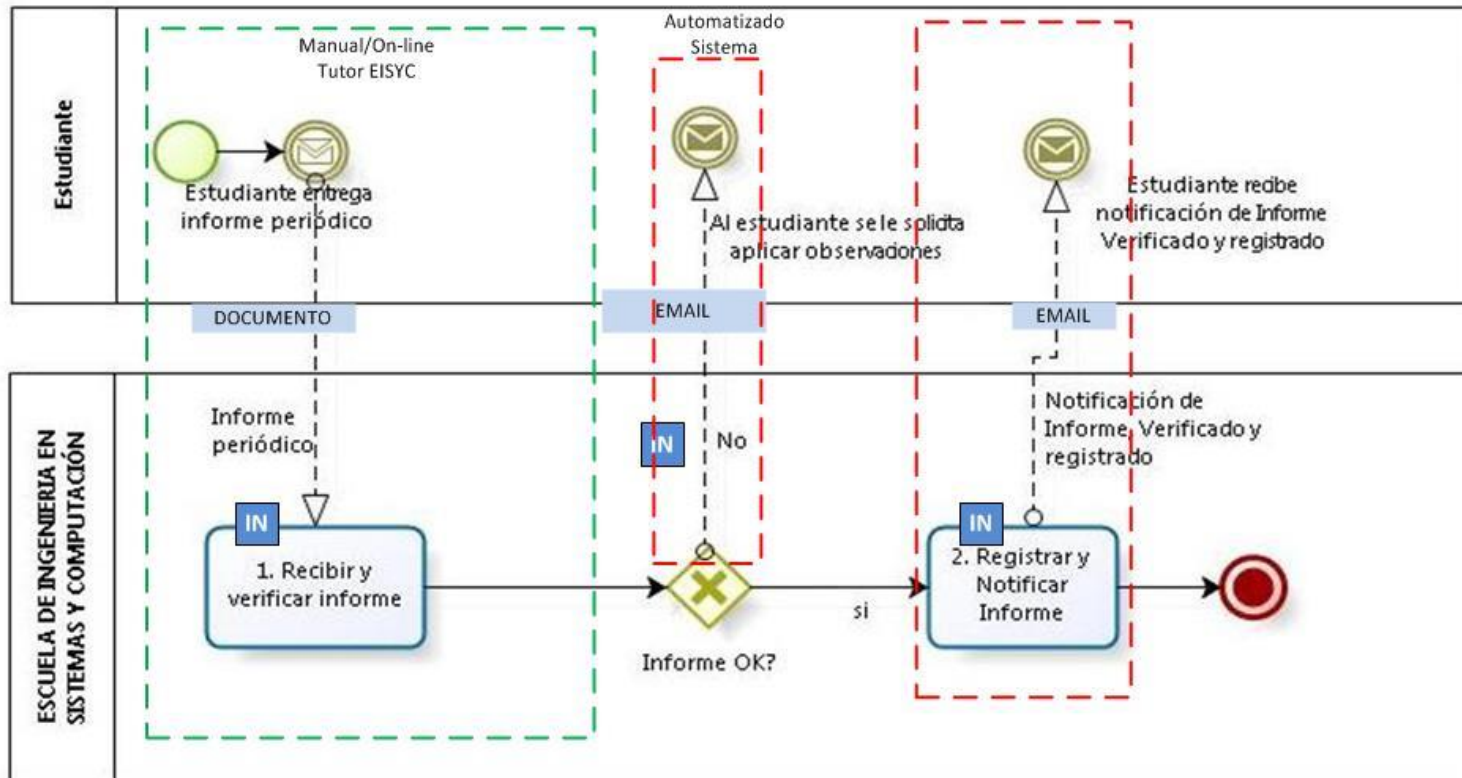 Manual/On-line
Tutor EISYC
Automatizado
Sistema
Estudiante
Estudiante entrega
informe periódico
Al estudiante se le solicita
aplicar observaciones
Estudiante recibe
notificación de Informe
Verificado y registrado
DOCUMENTO
EMAIL
EMAIL
ESCUELA DE INGENIERIA EN
SISTEMAS Y COMPUTACIÓN
Informe
periódico
IN
No
Notificación de
Informe, Verificado y
registrado
IN
1. Recibir y
verificar informe
IN
2. Registrar y
Notificar
Informe
si
Informe OK?